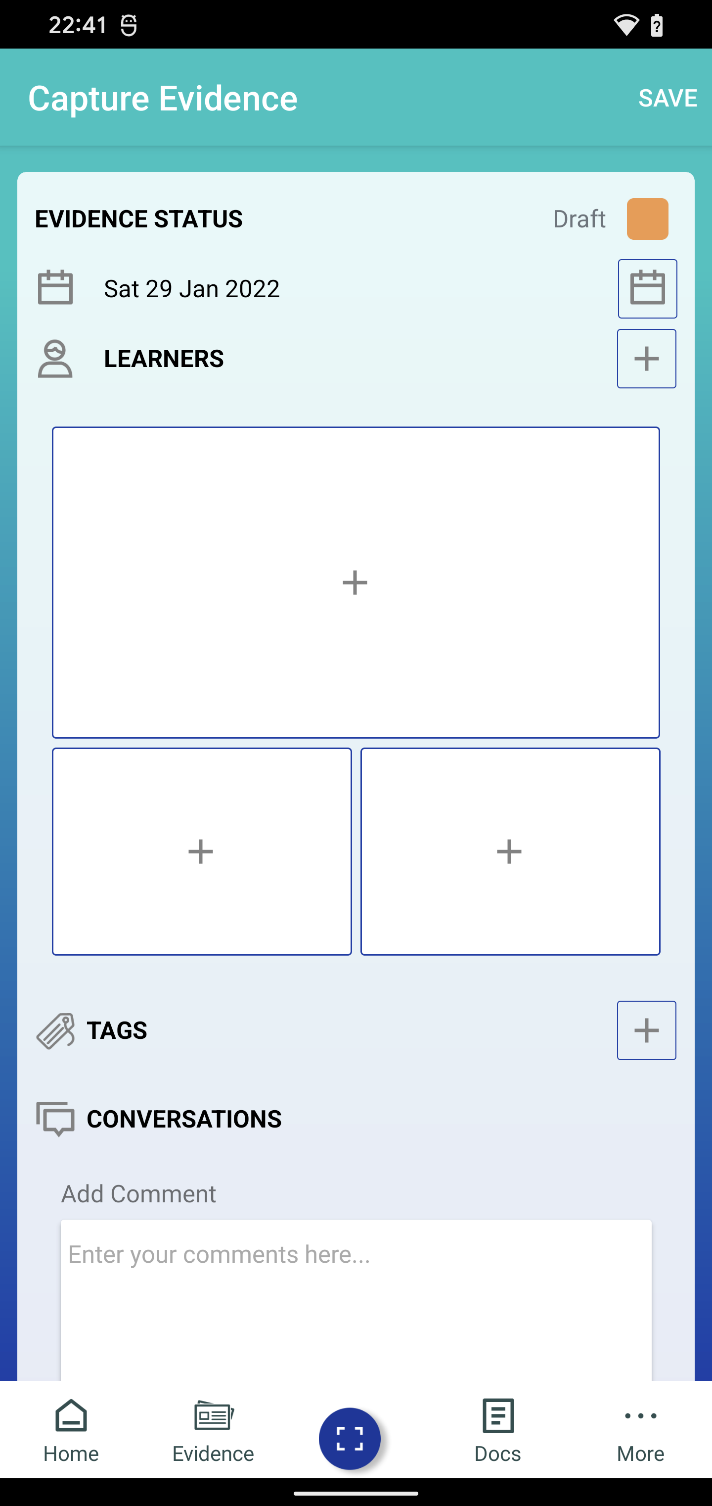 22:41
Capture Evidence
SAVE
EVIDENCE STATUS
Draft
Sat 29 Jan 2022
LEARNERS
TAGS
CONVERSATIONS
Add Comment
Enter your comments here...
Home
Evidence
Docs
More